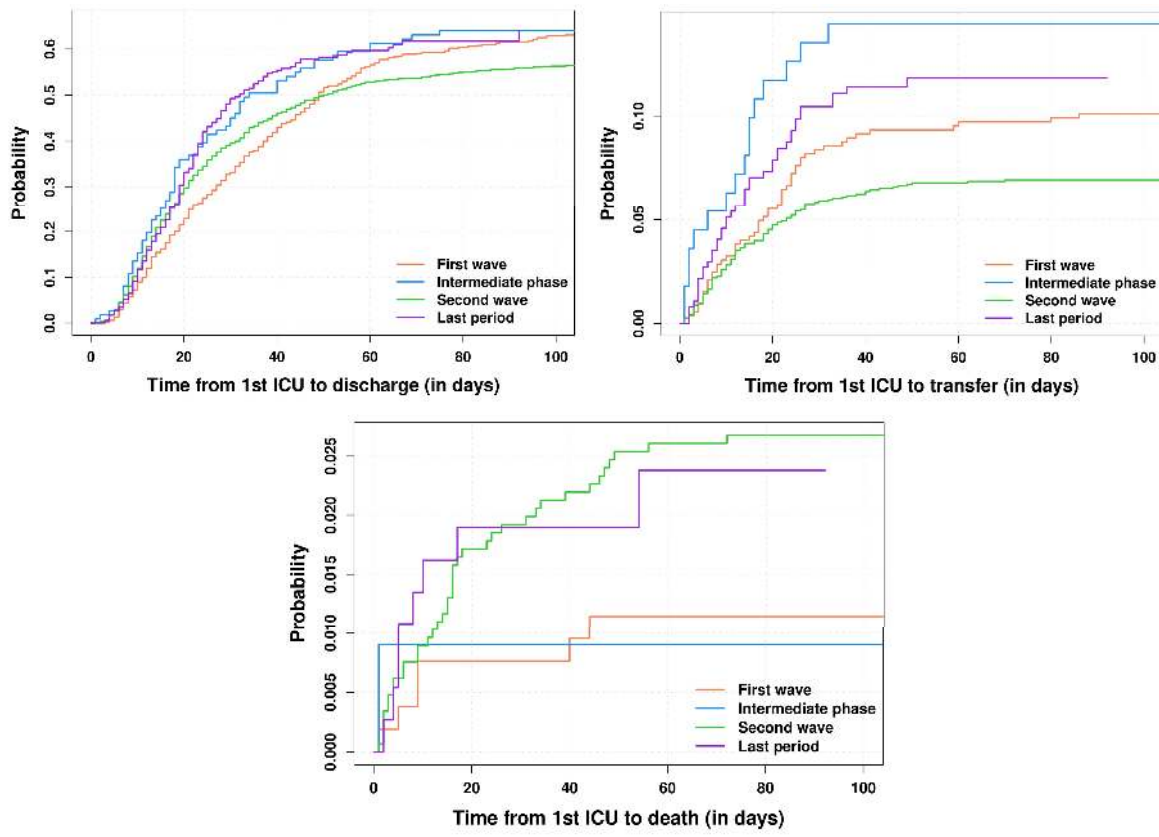 Probability
0.0 0.1 0.2 0.3 0.4 0.5 0.6
First wave
Intermediate phase
Second wave
Last period
0 20 40 60 80 100
Time from 1st ICU to discharge (in days)
Probability
0.00 0.05 0.10
First wave
Intermediate phase
Second wave
Last period
0 20 40 60 80 100
Time from 1st ICU to transfer (in days)
Probability
0.000 0.005 0.010 0.015 0.020 0.025
First wave
Intermediate phase
Second wave
Last period
0 20 40 60 80 100
Time from 1st ICU to death (in days)